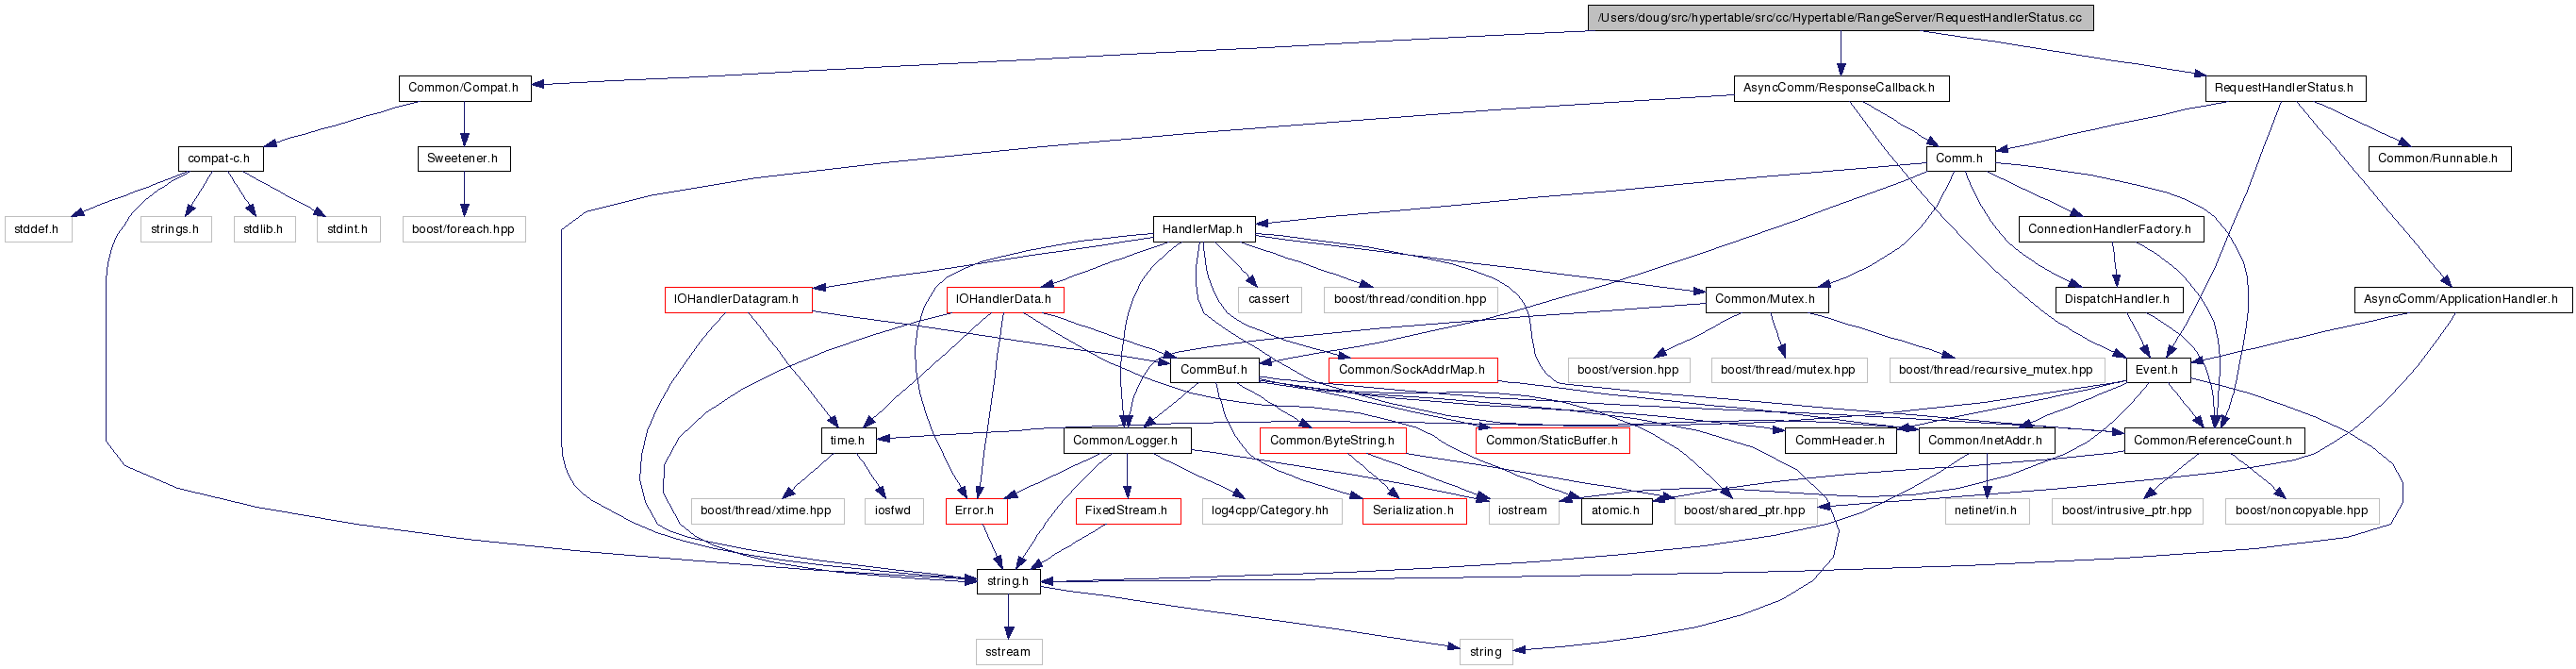 /Users/doug/src/hypertable/src/cc/Hypertable/RangeServer/RequestHandlerStatus.cc
Common/Compat.h
AsyncComm/ResponseCallback.h
RequestHandlerStatus.h
compat-c.h
Sweetener.h
Comm.h
Common/Runnable.h
stddef.h
strings.h
stdlib.h
stdint.h
boost/foreach.hpp
HandlerMap.h
ConnectionHandlerFactory.h
IOHandlerDatagram.h
IOHandlerData.h
cassert
boost/thread/condition.hpp
Common/Mutex.h
DispatchHandler.h
AsyncComm/ApplicationHandler.h
CommBuf.h
Common/SockAddrMap.h
boost/version.hpp
boost/thread/mutex.hpp
boost/thread/recursive_mutex.hpp
Event.h
time.h
Common/Logger.h
Common/ByteString.h
Common/StaticBuffer.h
CommHeader.h
Common/InetAddr.h
Common/ReferenceCount.h
boost/thread/xtime.hpp
iosfwd
Error.h
FixedStream.h
log4cpp/Category.hh
Serialization.h
iostream
atomic.h
boost/shared_ptr.hpp
netinet/in.h
boost/intrusive_ptr.hpp
boost/noncopyable.hpp
string.h
sstream
string